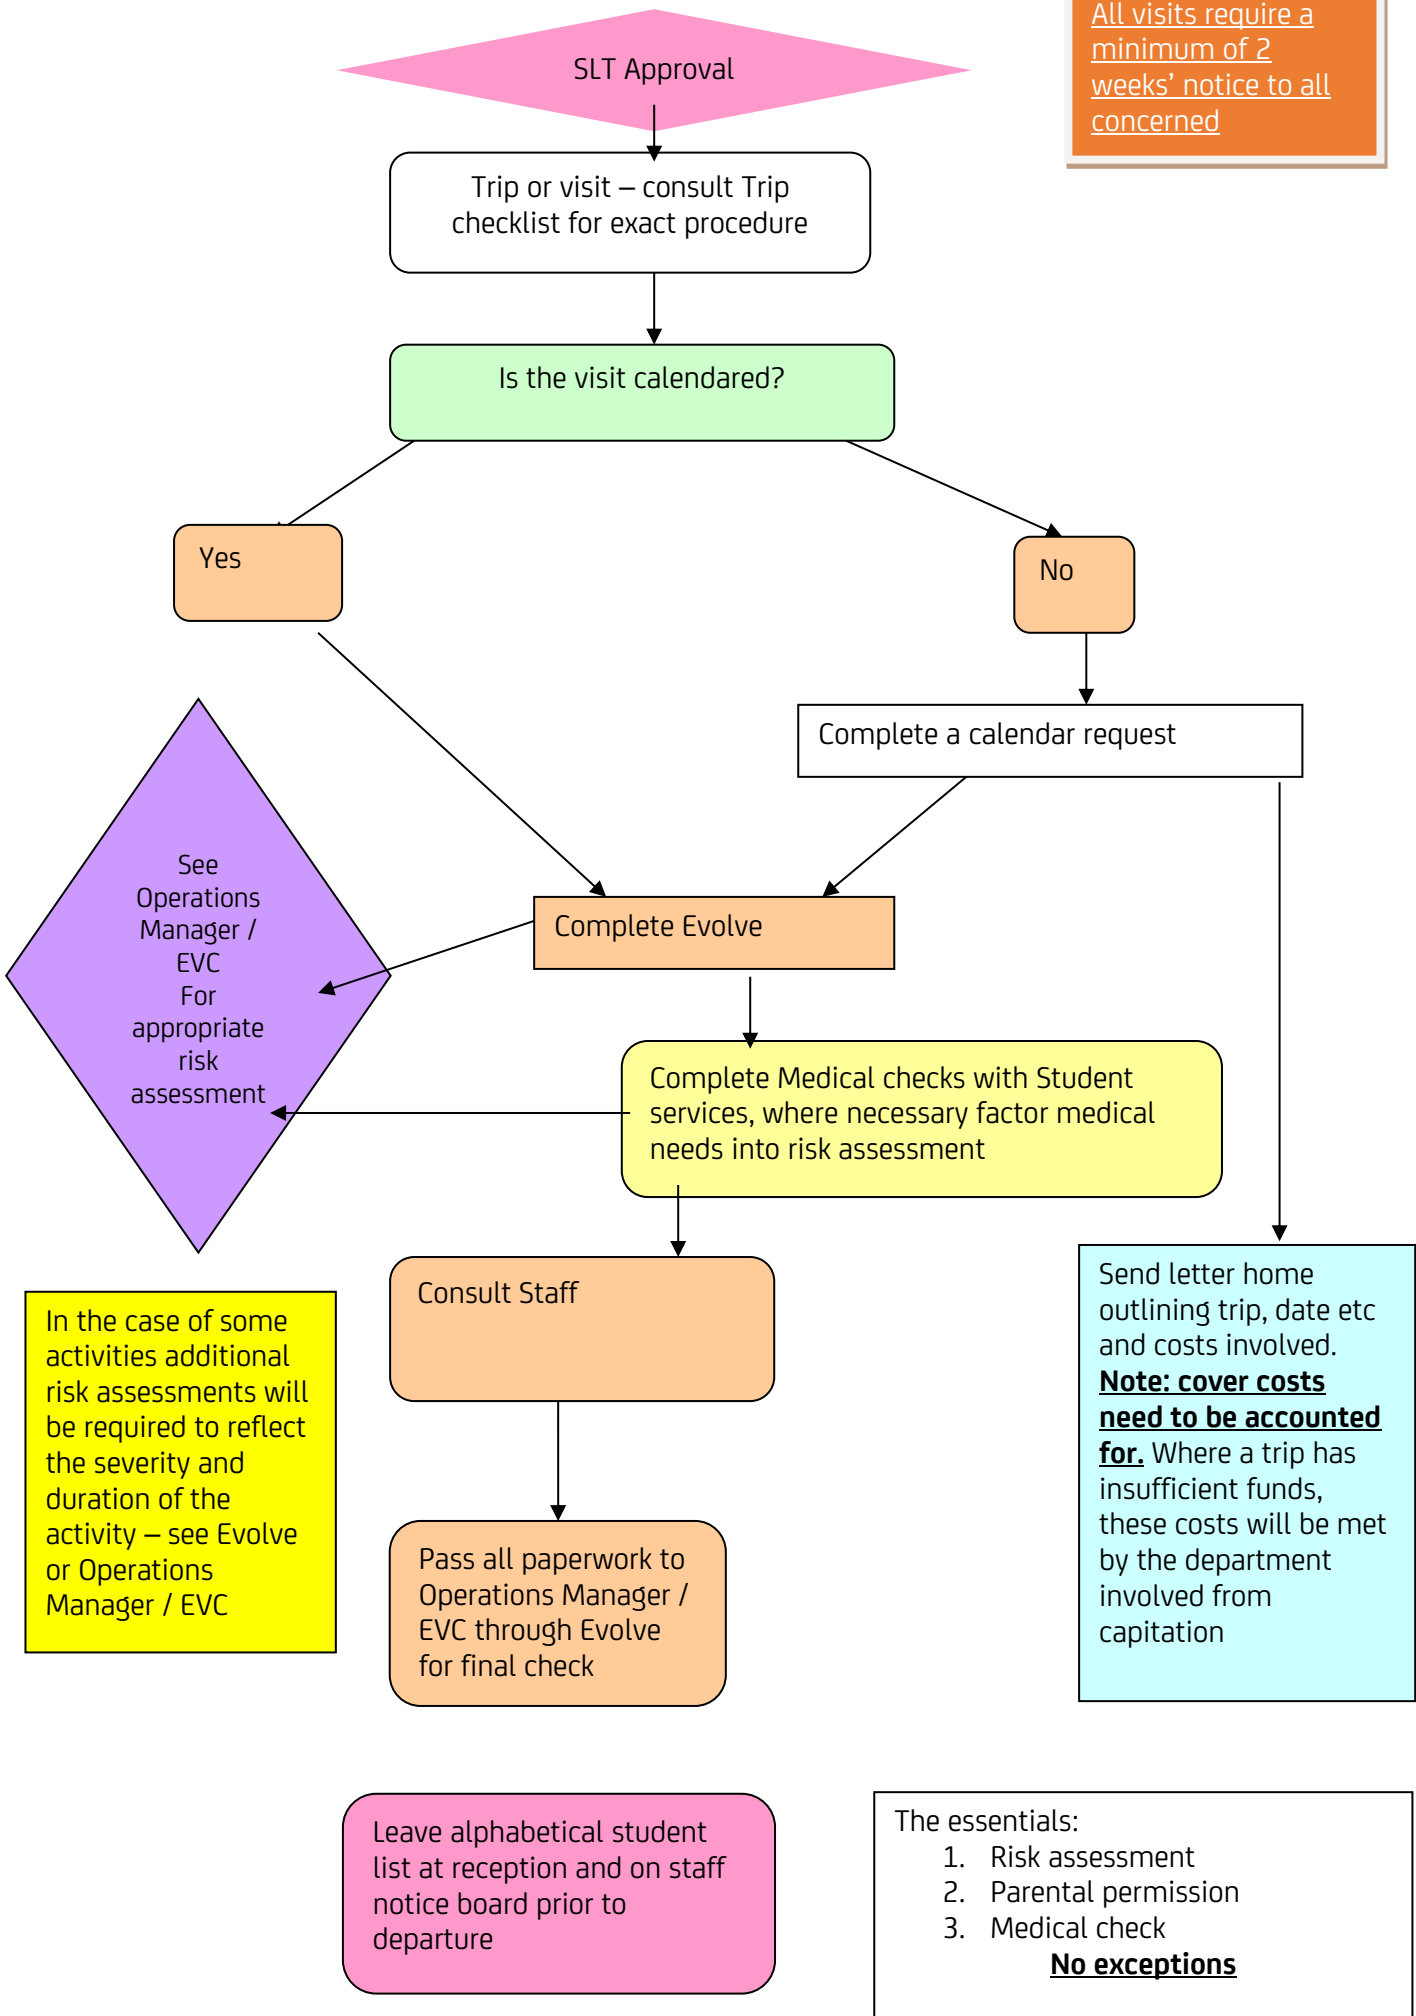 All visits require a
minimum of 2
weeks’ notice to all
concerned
SLT Approval
Trip or visit – consult Trip
checklist for exact procedure
Is the visit calendared?
Yes
No
Complete a calendar request
See
Operations
Manager /
EVC
For
appropriate
risk
assessment
Complete Evolve
Complete Medical checks with Student
services, where necessary factor medical
needs into risk assessment
Consult Staff
Send letter home
outlining trip, date etc
and costs involved.
Note: cover costs
need to be accounted
for. Where a trip has
insufficient funds,
these costs will be met
by the department
involved from
capitation
In the case of some
activities additional
risk assessments will
be required to reflect
the severity and
duration of the
activity – see Evolve
or Operations
Manager / EVC
Pass all paperwork to
Operations Manager /
EVC through Evolve
for final check
Leave alphabetical student
list at reception and on staff
notice board prior to
departure
The essentials:
1. Risk assessment
2. Parental permission
3. Medical check
No exceptions